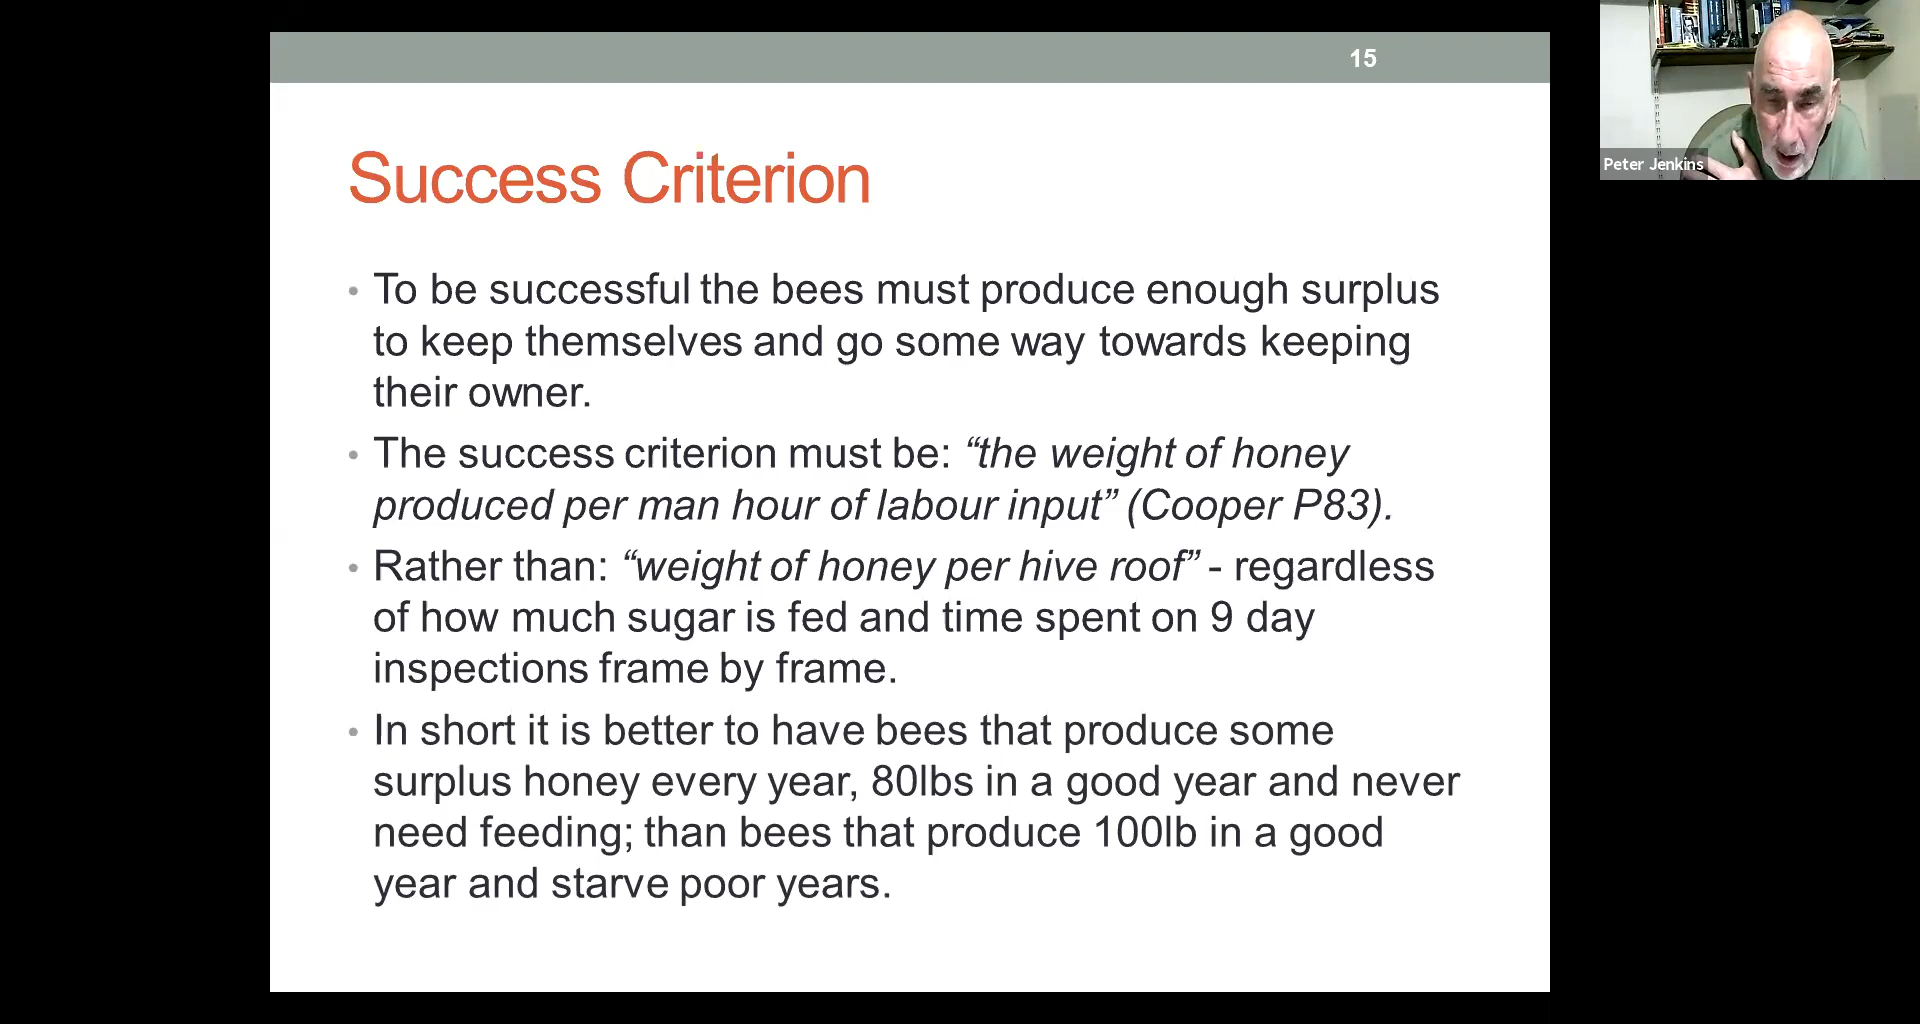 15
Peter Jenkins
Success Criterion
• To be successful the bees must produce enough surplus
to keep themselves and go some way towards keeping
their owner.
• The success criterion must be: “the weight of honey
produced per man hour of labour input” (Cooper P83).
• Rather than: “weight of honey per hive roof” - regardless
of how much sugar is fed and time spent on 9 day
inspections frame by frame.
• In short it is better to have bees that produce some
surplus honey every year, 80lbs in a good year and never
need feeding; than bees that produce 100lb in a good
year and starve poor years.